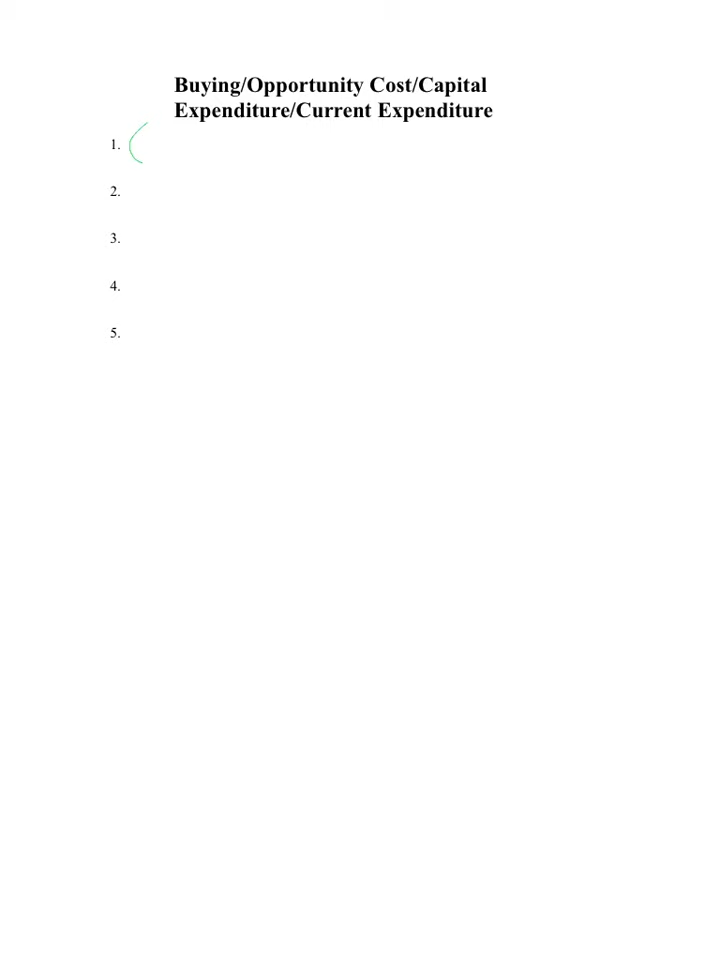 Buying/Opportunity Cost/Capital
Expenditure/Current Expenditure
1.
2.
3.
4.
5.